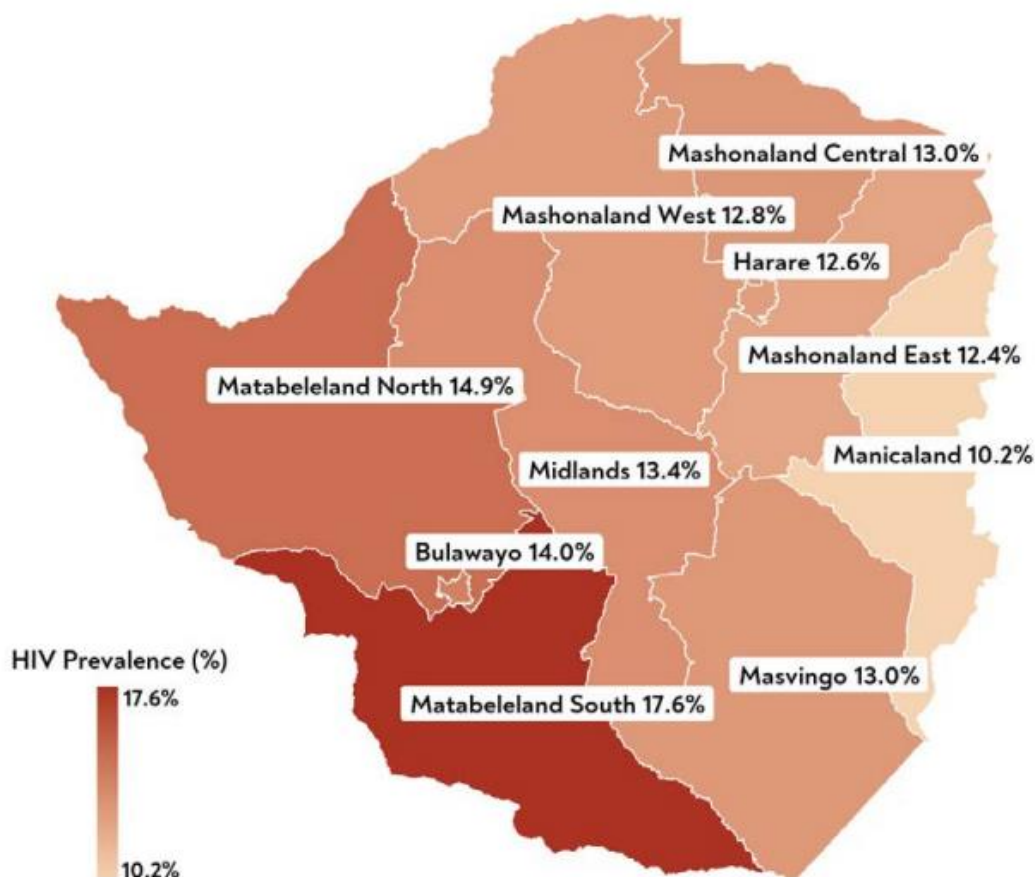 Mashonaland Central 13.0%
Mashonaland West 12.8%
Harare 12.6%
Mashonaland East 12.4%
Matabeleland North 14.9%
Manicaland 10.2%
Midlands 13.4%
Bulawayo 14.0%
Masvingo 13.0%
Matabeleland South 17.6%
HIV Prevalence (%)
17.6%
10.2%